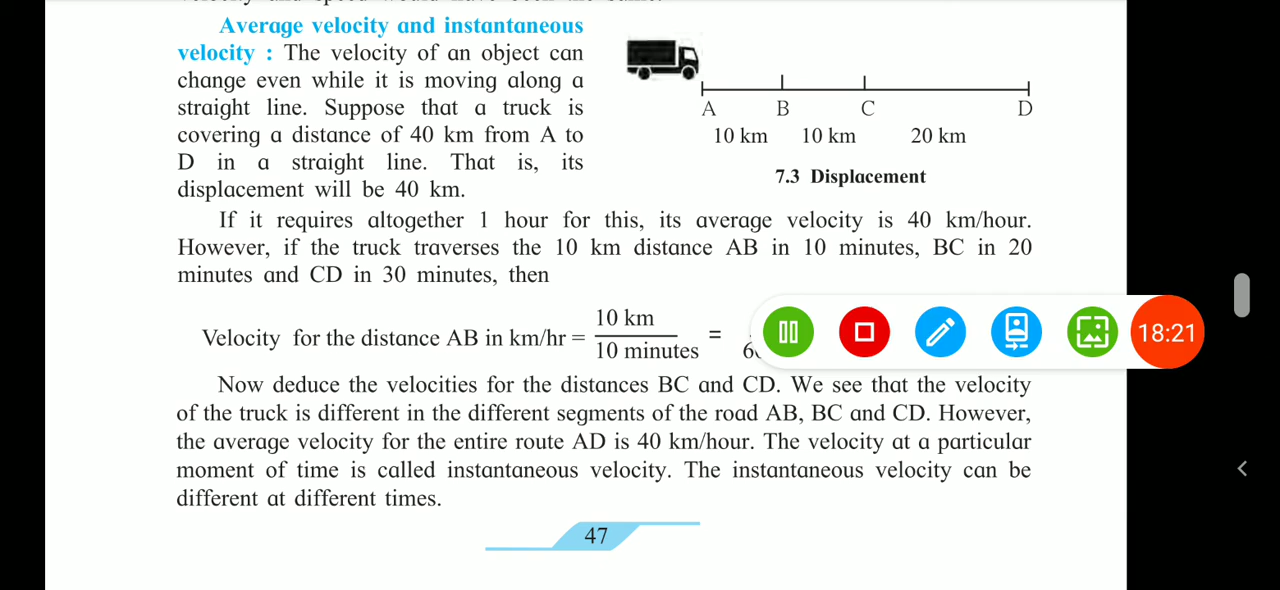 Average velocity and instantaneous
velocity : The velocity of an object can
change even while it is moving along a
straight line. Suppose that a truck is
covering a distance of 40 km from A to
D in a straight line. That is, its
displacement will be 40 km.
A B C D
10 km 10 km 20 km
7.3 Displacement
If it requires altogether 1 hour for this, its average velocity is 40 km/hour.
However, if the truck traverses the 10 km distance AB in 10 minutes, BC in 20
minutes and CD in 30 minutes, then
Velocity for the distance AB in km/hr = 10 km / 10 minutes =
18:21
Now deduce the velocities for the distances BC and CD. We see that the velocity
of the truck is different in the different segments of the road AB, BC and CD. However,
the average velocity for the entire route AD is 40 km/hour. The velocity at a particular
moment of time is called instantaneous velocity. The instantaneous velocity can be
different at different times.
47